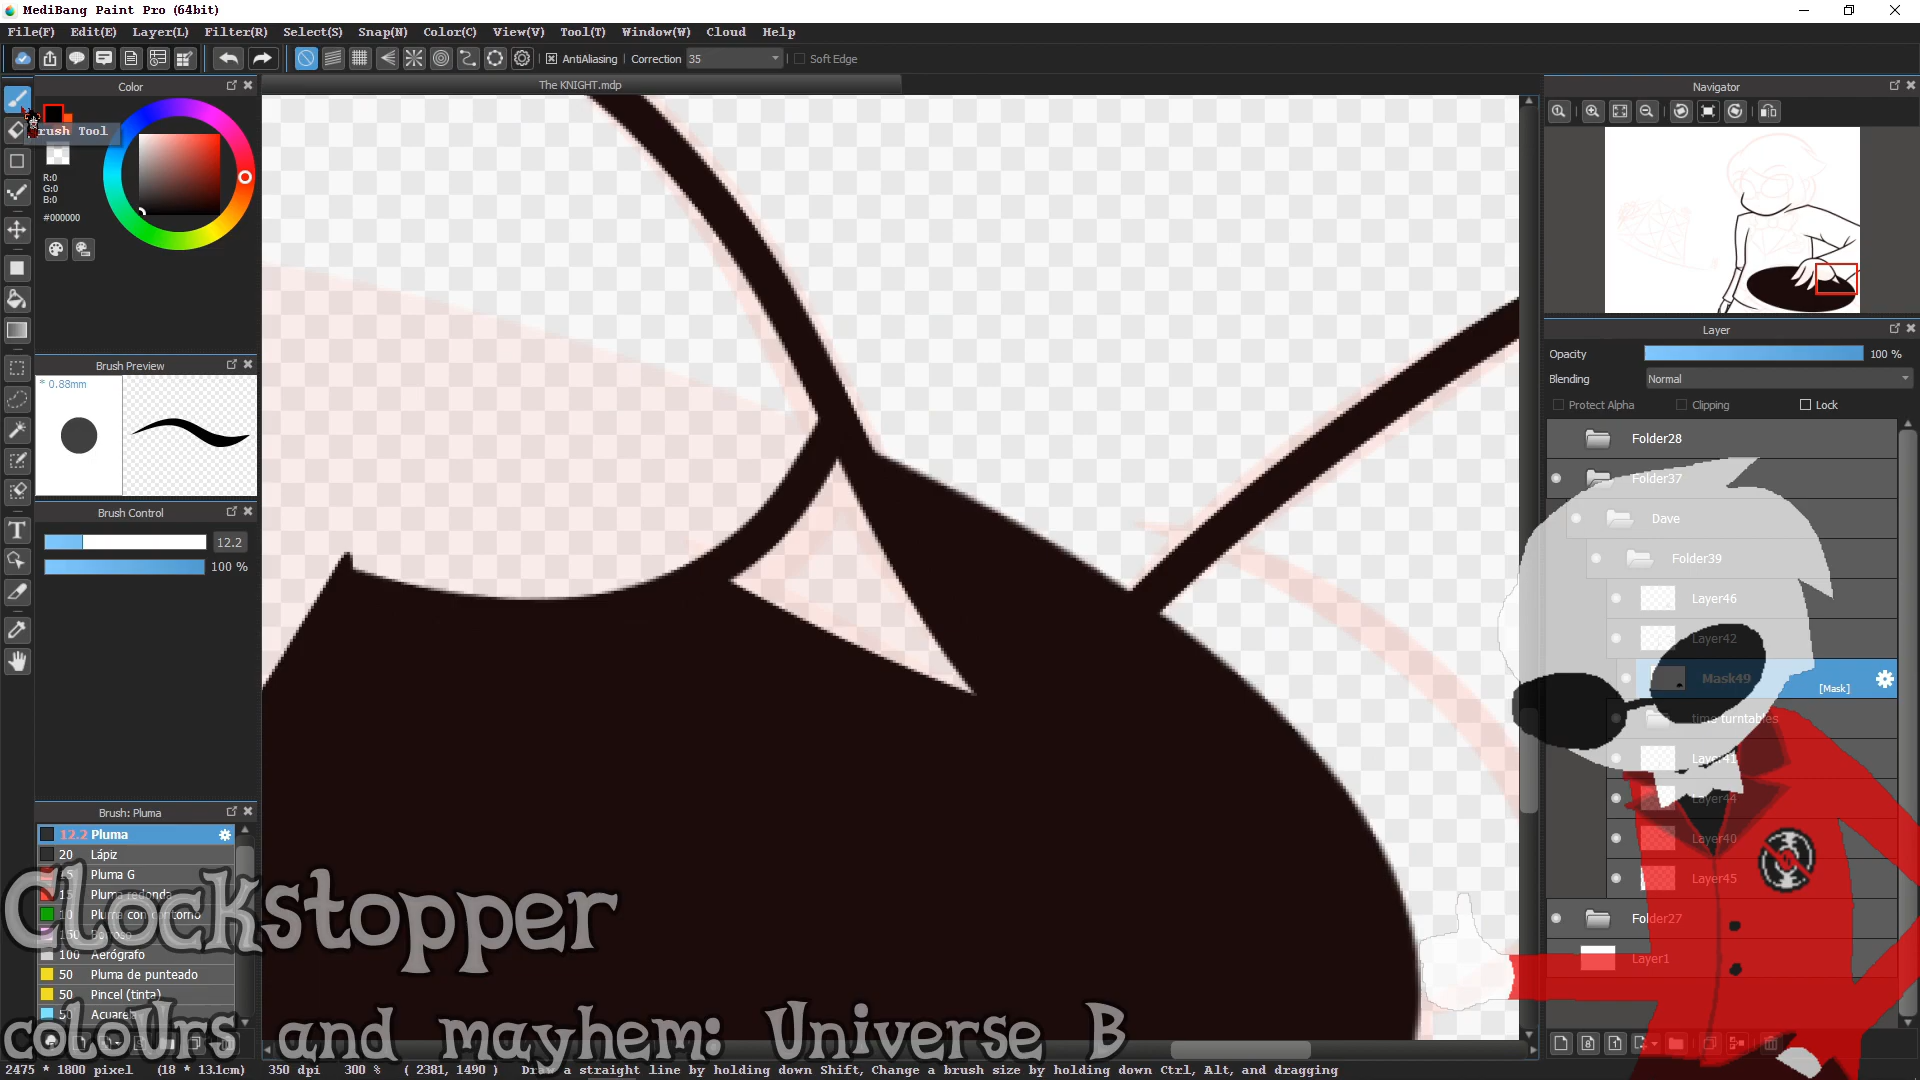 MediBang Paint Pro (64bit)
File(F) Edit(E) Layer(L) Filter(R) Select(S) Snap(N) Color(C) View(V) Tool(T) Window(W) Cloud Help
AntiAliasing Correction 35 Soft Edge
The KNIGHT.mdp
Color
rush Tool
R:0
G:0
B:0
#000000
Brush Preview
* 0.88mm
Brush Control
12.2
100 %
Brush: Pluma
12.2 Pluma
20 Lápiz
15 Pluma G
15 Pluma redonda
10 Pluma con contorno
150 Borroso
100 Aerógrafo
50 Pluma de punteado
50 Pincel (tinta)
50 Acuarela
Navigator
Layer
Opacity 100 %
Blending Normal
Protect Alpha Clipping Lock
Folder28
Folder37
Dave
Folder39
Layer46
Layer42
Mask49
[Mask]
time turntables
Layer41
Layer44
Layer40
Layer45
Folder27
Layer1
Clockstopper
colours and mayhem: Universe B
2475 * 1800 pixel (18 * 13.1cm) 350 dpi 300 % ( 2381, 1490 ) Draw a straight line by holding down Shift, Change a brush size by holding down Ctrl, Alt, and dragging